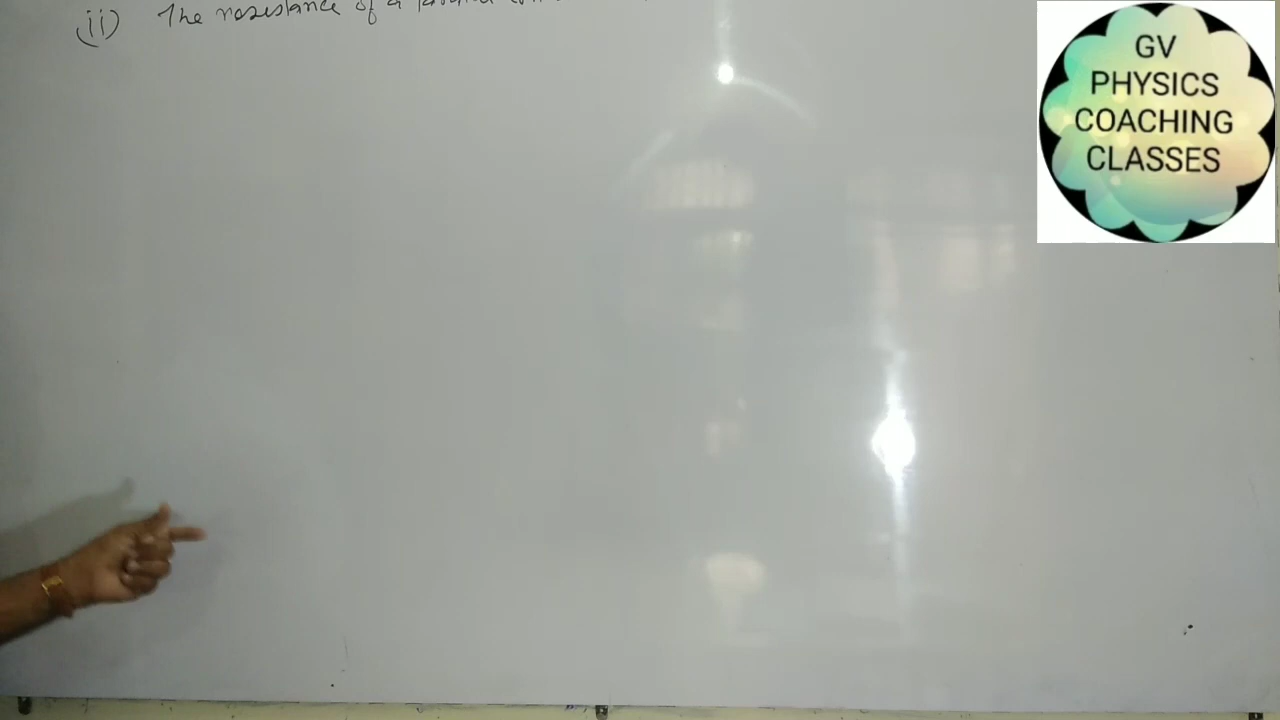 (ii) The resistance of a
GV
PHYSICS
COACHING
CLASSES